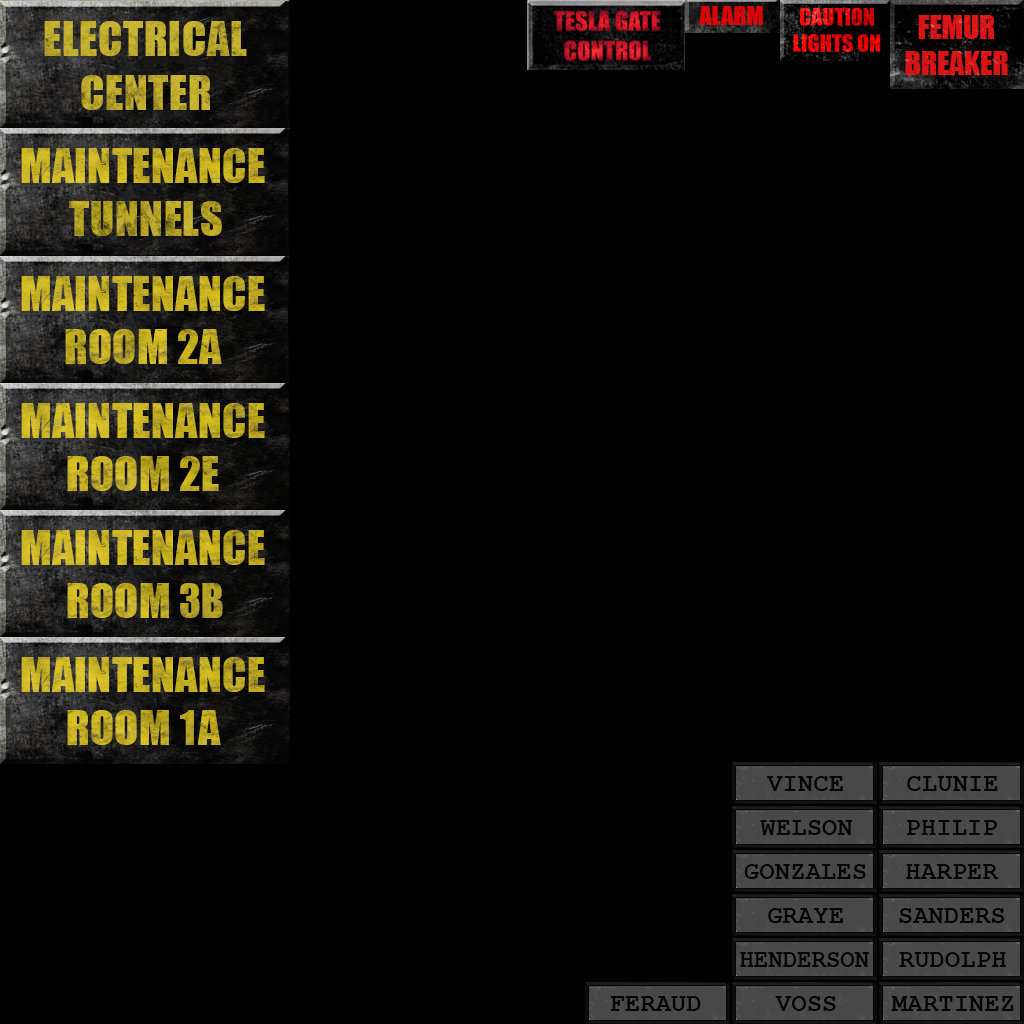 ELECTRICAL
CENTER
MAINTENANCE
TUNNELS
MAINTENANCE
ROOM 2A
MAINTENANCE
ROOM 2E
MAINTENANCE
ROOM 3B
MAINTENANCE
ROOM 1A
TESLA GATE
CONTROL
ALARM
CAUTION
LIGHTS ON
FEMUR
BREAKER
VINCE CLUNIE
WELSON PHILIP
GONZALES HARPER
GRAYE SANDERS
HENDERSON RUDOLPH
FERAUD VOSS MARTINEZ